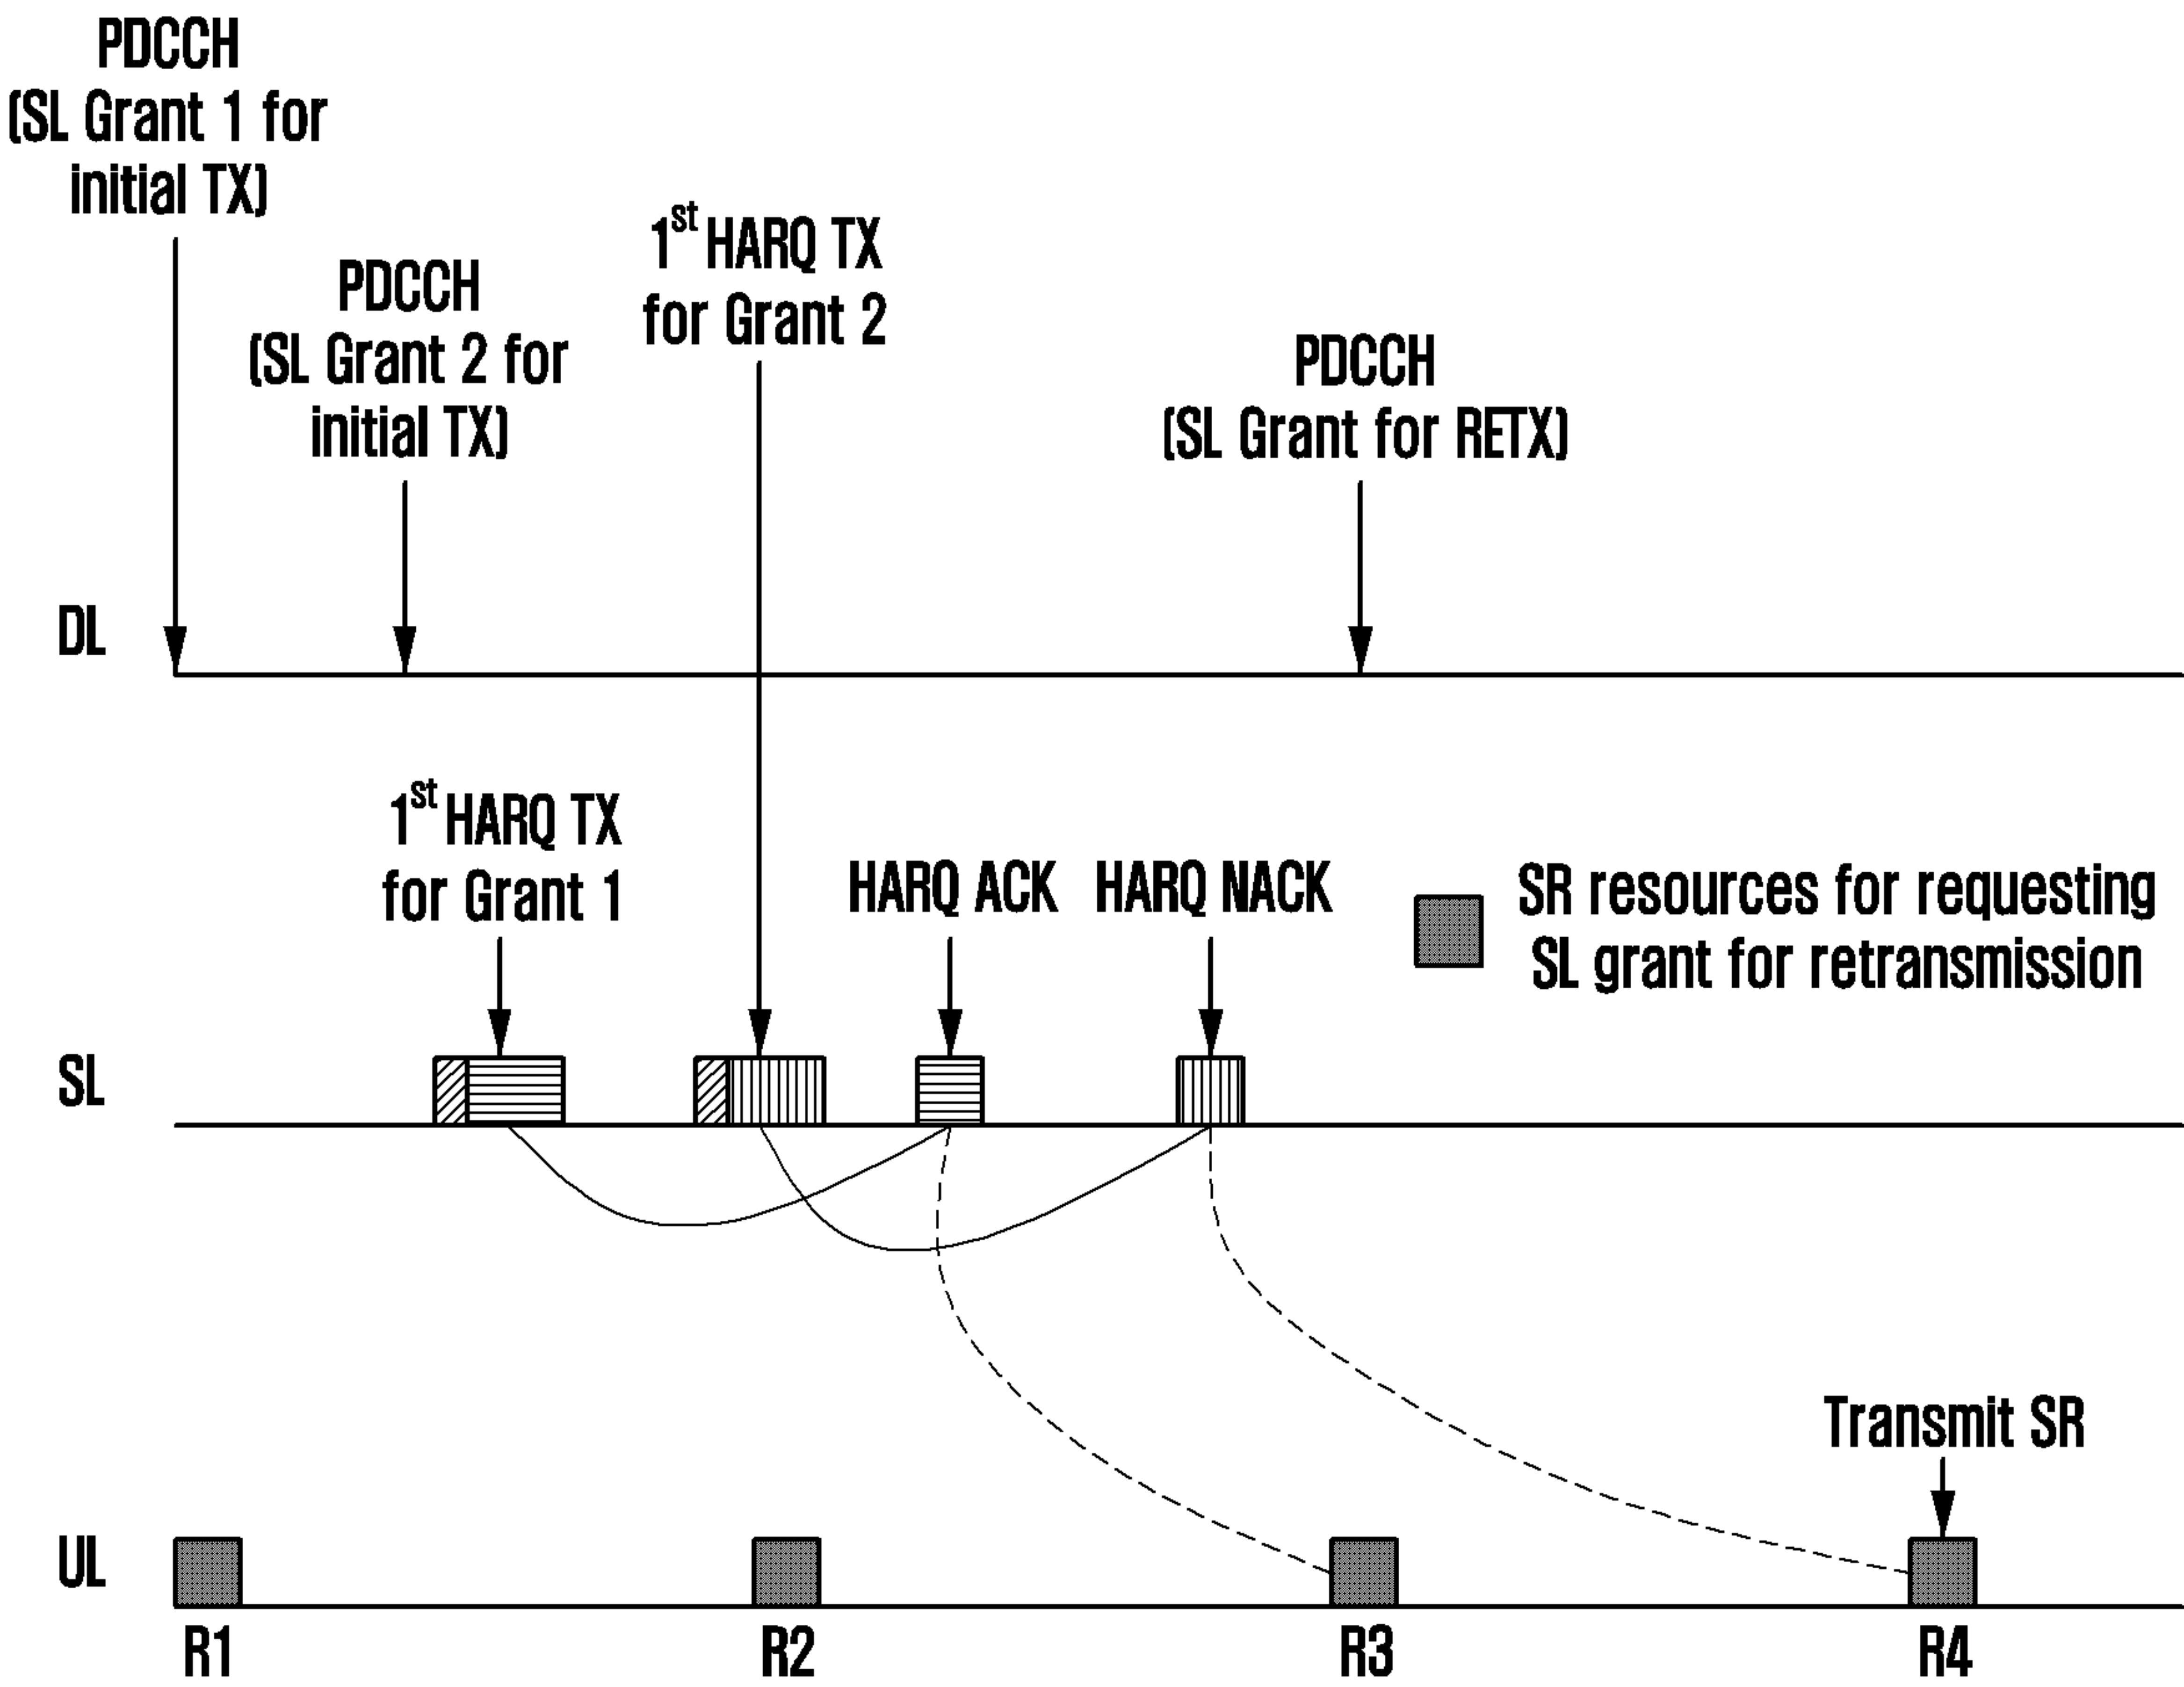 PDCCH
(SL Grant 1 for
initial TX)
PDCCH
(SL Grant 2 for
initial TX)
1st HARQ TX
for Grant 2
PDCCH
(SL Grant for RETX)
DL
1st HARQ TX
for Grant 1
HARQ ACK
HARQ NACK
SR resources for requesting
SL grant for retransmission
SL
Transmit SR
UL
R1
R2
R3
R4